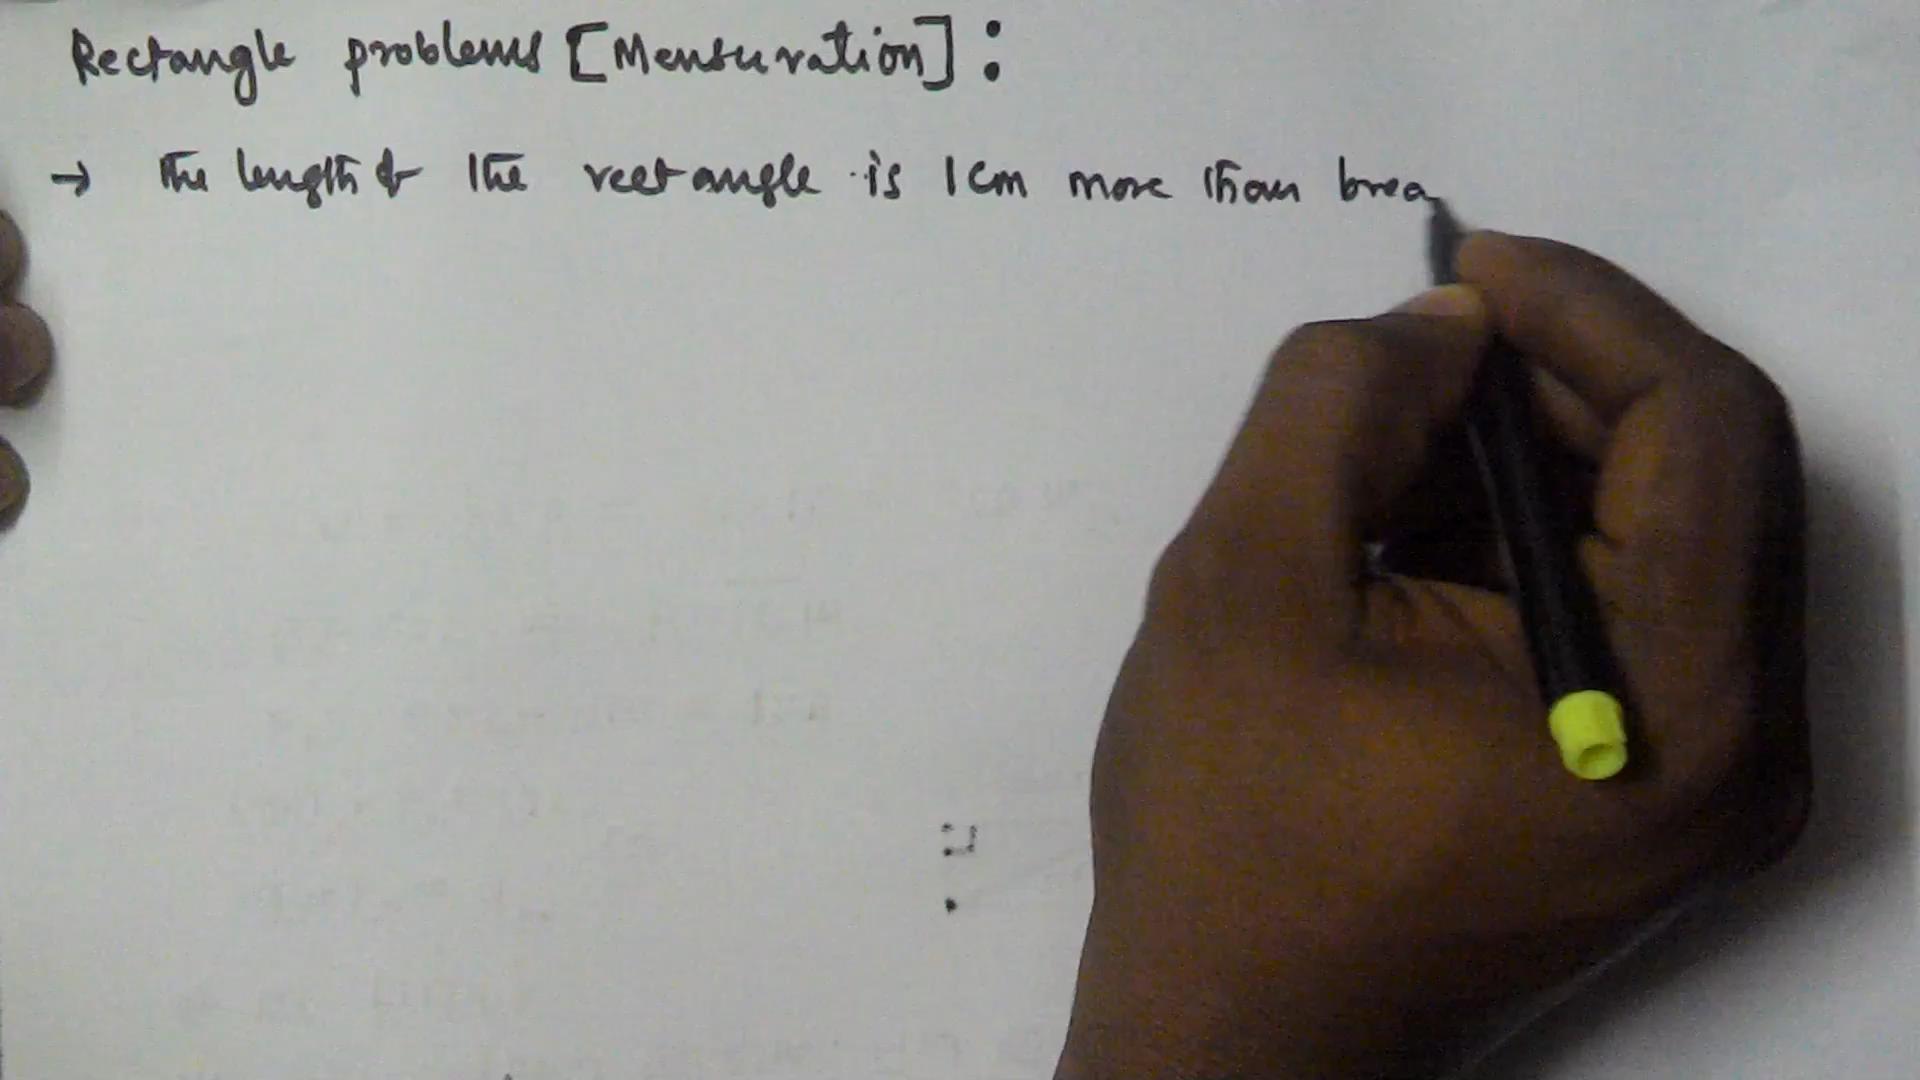 Rectangle problems [Mensuration]:
→ The length of the rectangle is 1cm more than brea